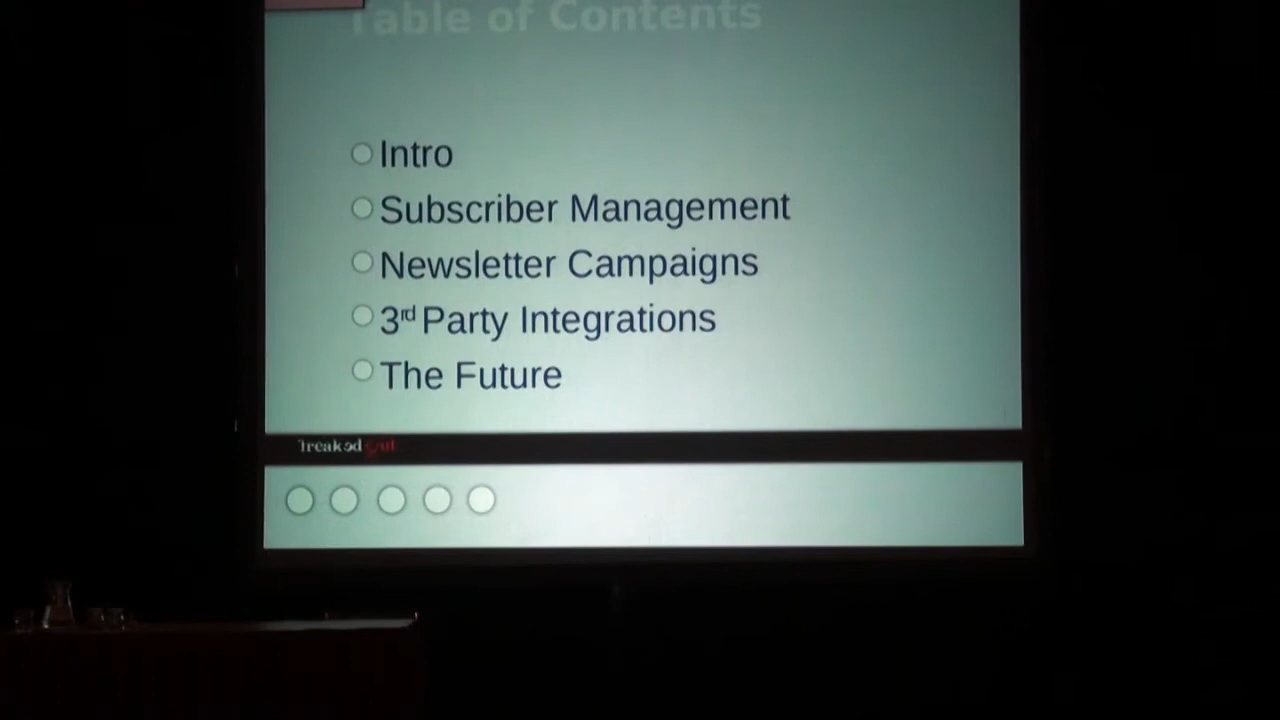 Table of Contents
Intro
Subscriber Management
Newsletter Campaigns
3rd Party Integrations
The Future